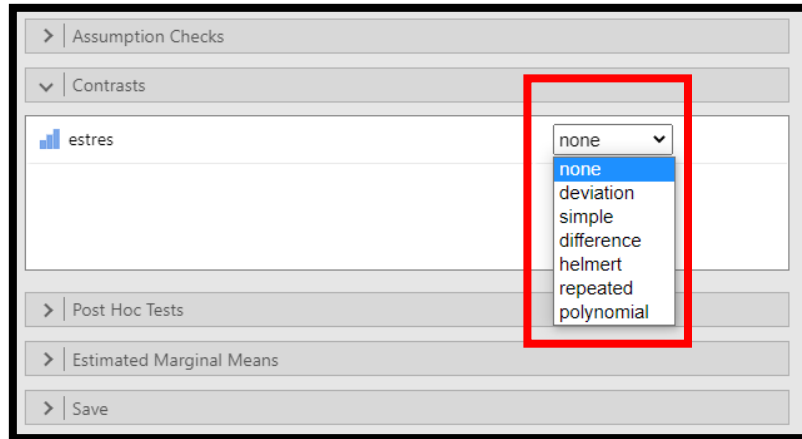 Assumption Checks
Contrasts
estres none
none
deviation
simple
difference
helmert
repeated
polynomial
Post Hoc Tests
Estimated Marginal Means
Save